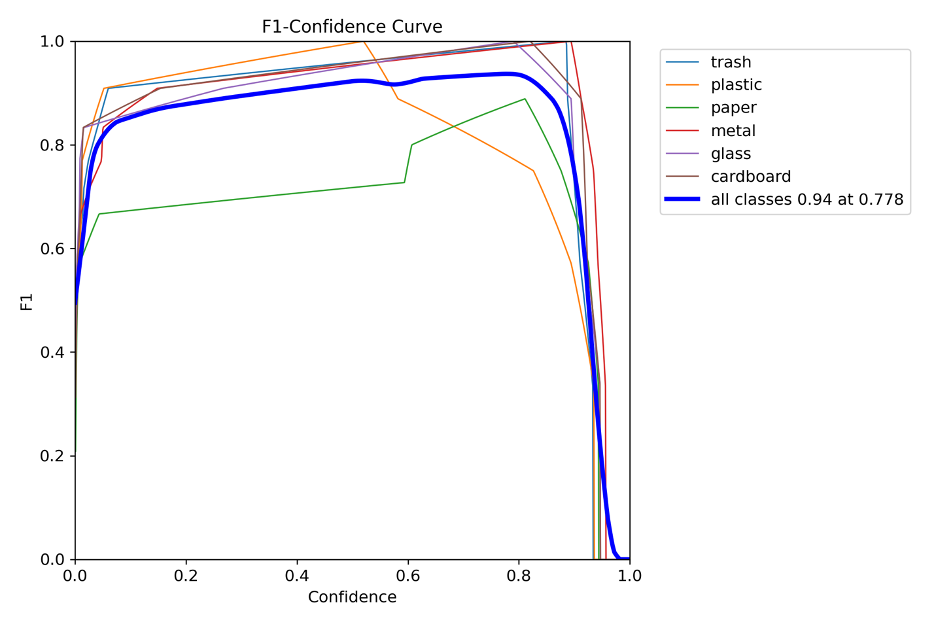 F1-Confidence Curve
1.0
0.8
0.6
0.4
0.2
0.0
F1
0.0 0.2 0.4 0.6 0.8 1.0
Confidence
trash
plastic
paper
metal
glass
cardboard
all classes 0.94 at 0.778